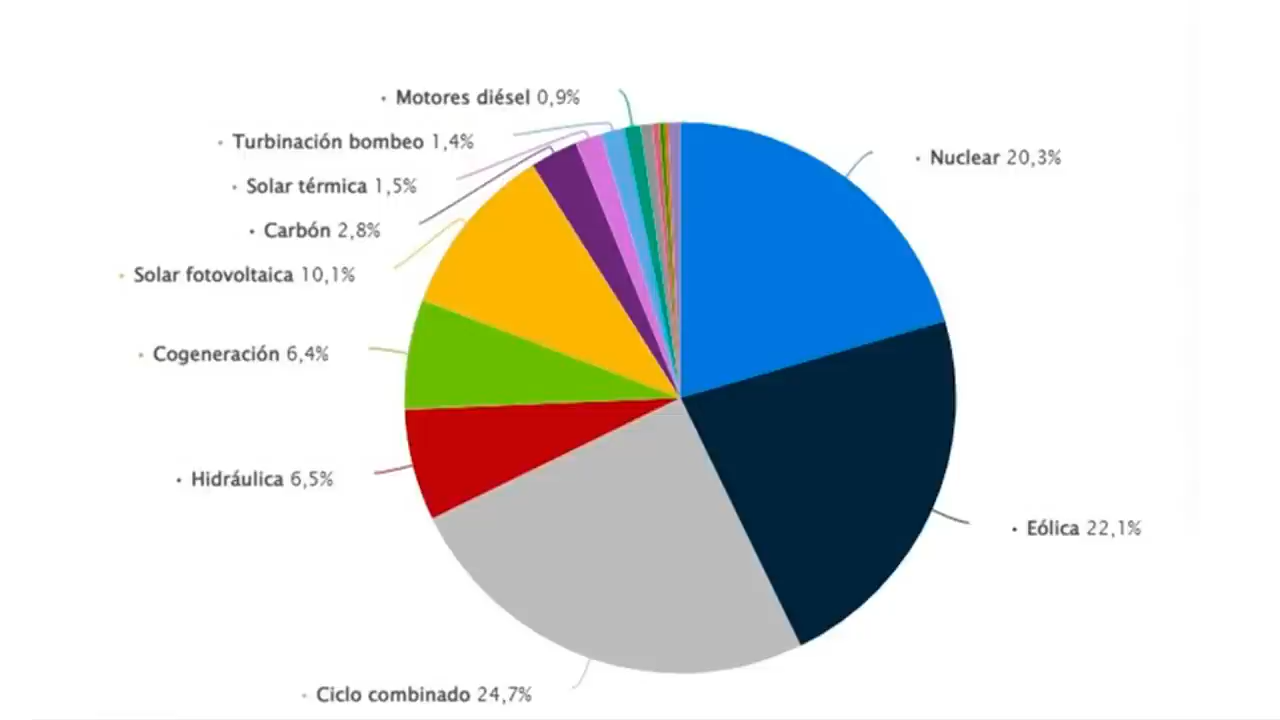 Motores diésel 0,9%
Turbinación bombeo 1,4%
Nuclear 20,3%
Solar térmica 1,5%
Carbón 2,8%
Solar fotovoltaica 10,1%
Cogeneración 6,4%
Hidráulica 6,5%
Eólica 22,1%
Ciclo combinado 24,7%